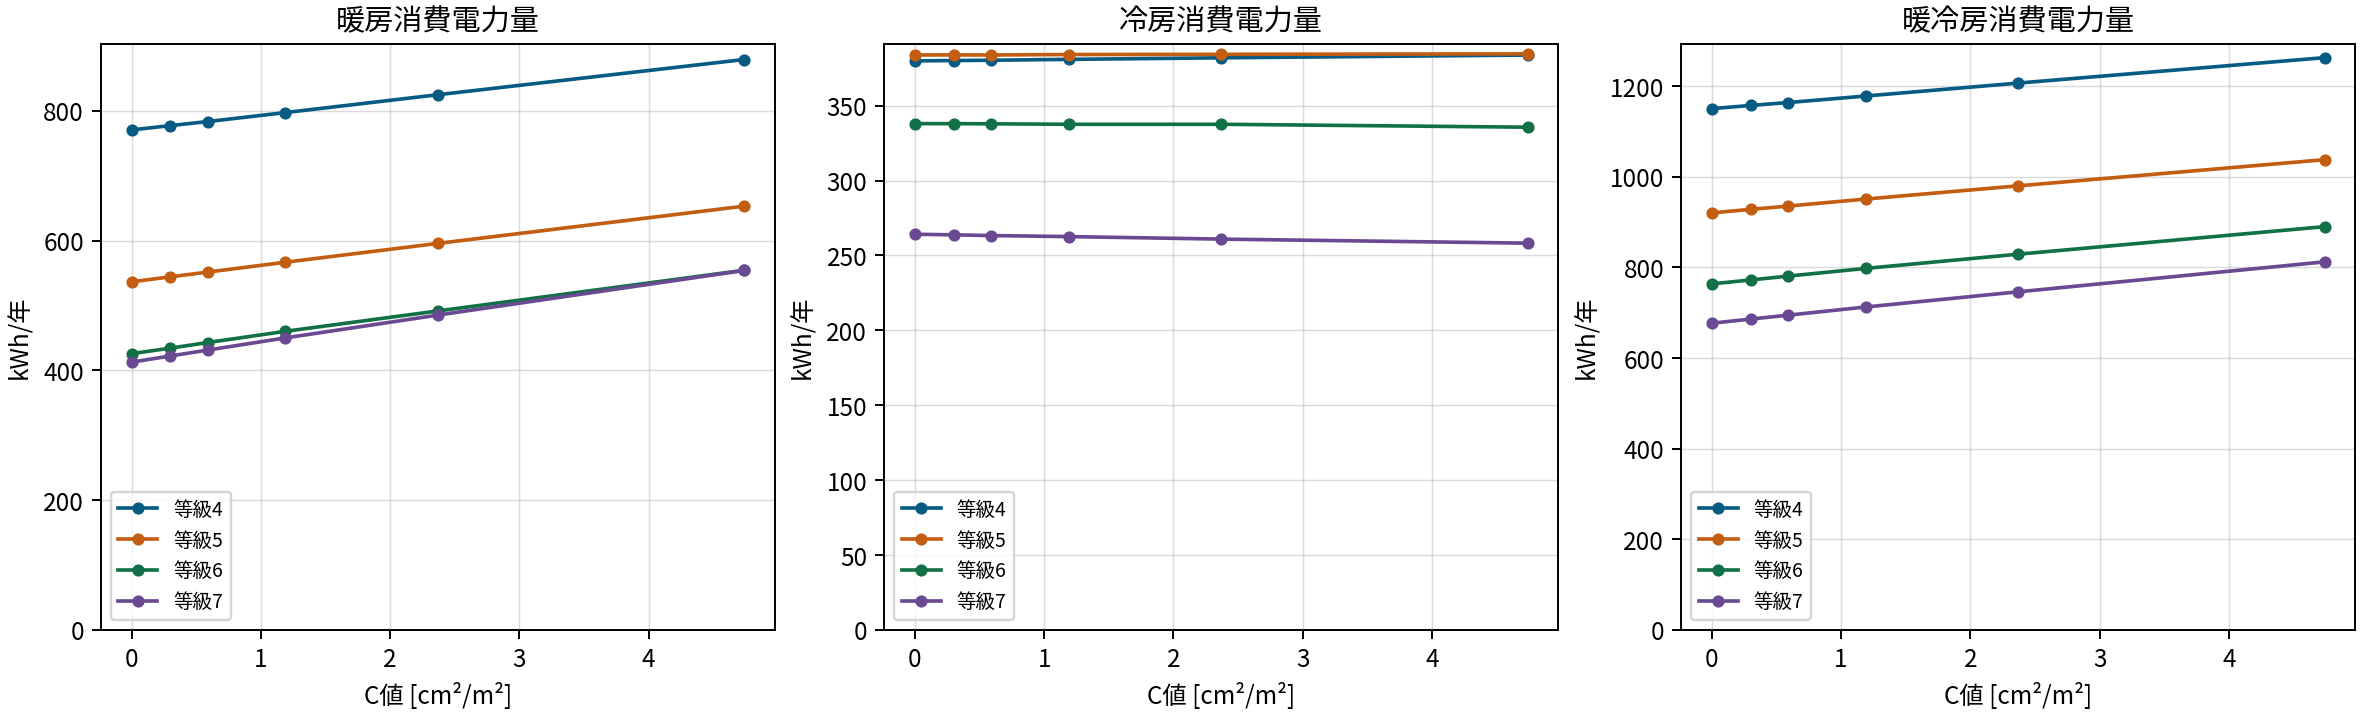 暖房消費電力量
kWh/年
800
600
400
200
0
0 1 2 3 4
C値 [cm²/m²]
等級4
等級5
等級6
等級7
冷房消費電力量
kWh/年
350
300
250
200
150
100
50
0
0 1 2 3 4
C値 [cm²/m²]
等級4
等級5
等級6
等級7
暖冷房消費電力量
kWh/年
1200
1000
800
600
400
200
0
0 1 2 3 4
C値 [cm²/m²]
等級4
等級5
等級6
等級7